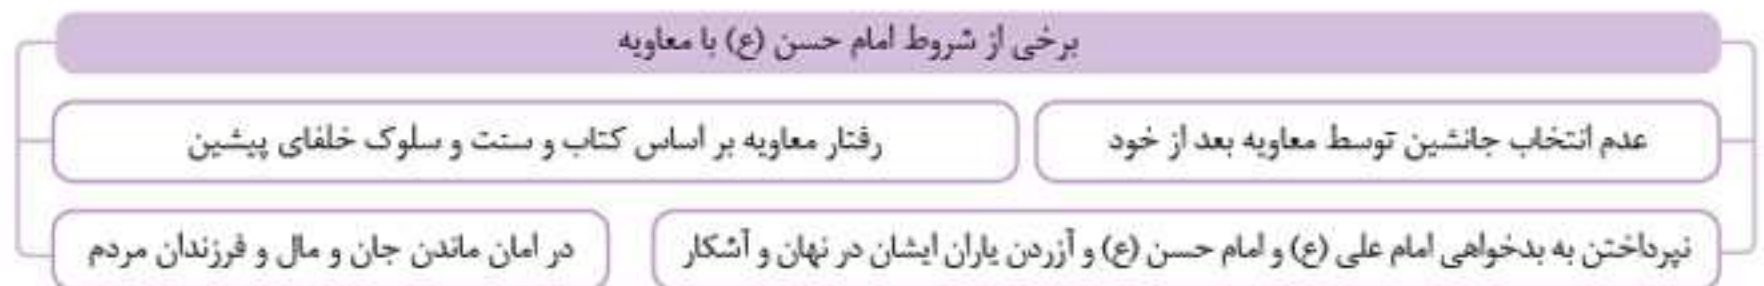 برخی از شروط امام حسن (ع) با معاویه
عدم انتخاب جانشین توسط معاویه بعد از خود
رفتار معاویه بر اساس کتاب و سنت و سلوک خلفای پیشین
نپرداختن به بدخواهی امام علی (ع) و امام حسن (ع) و آزردن یاران ایشان در نهان و آشکار
در امان ماندن جان و مال و فرزندان مردم